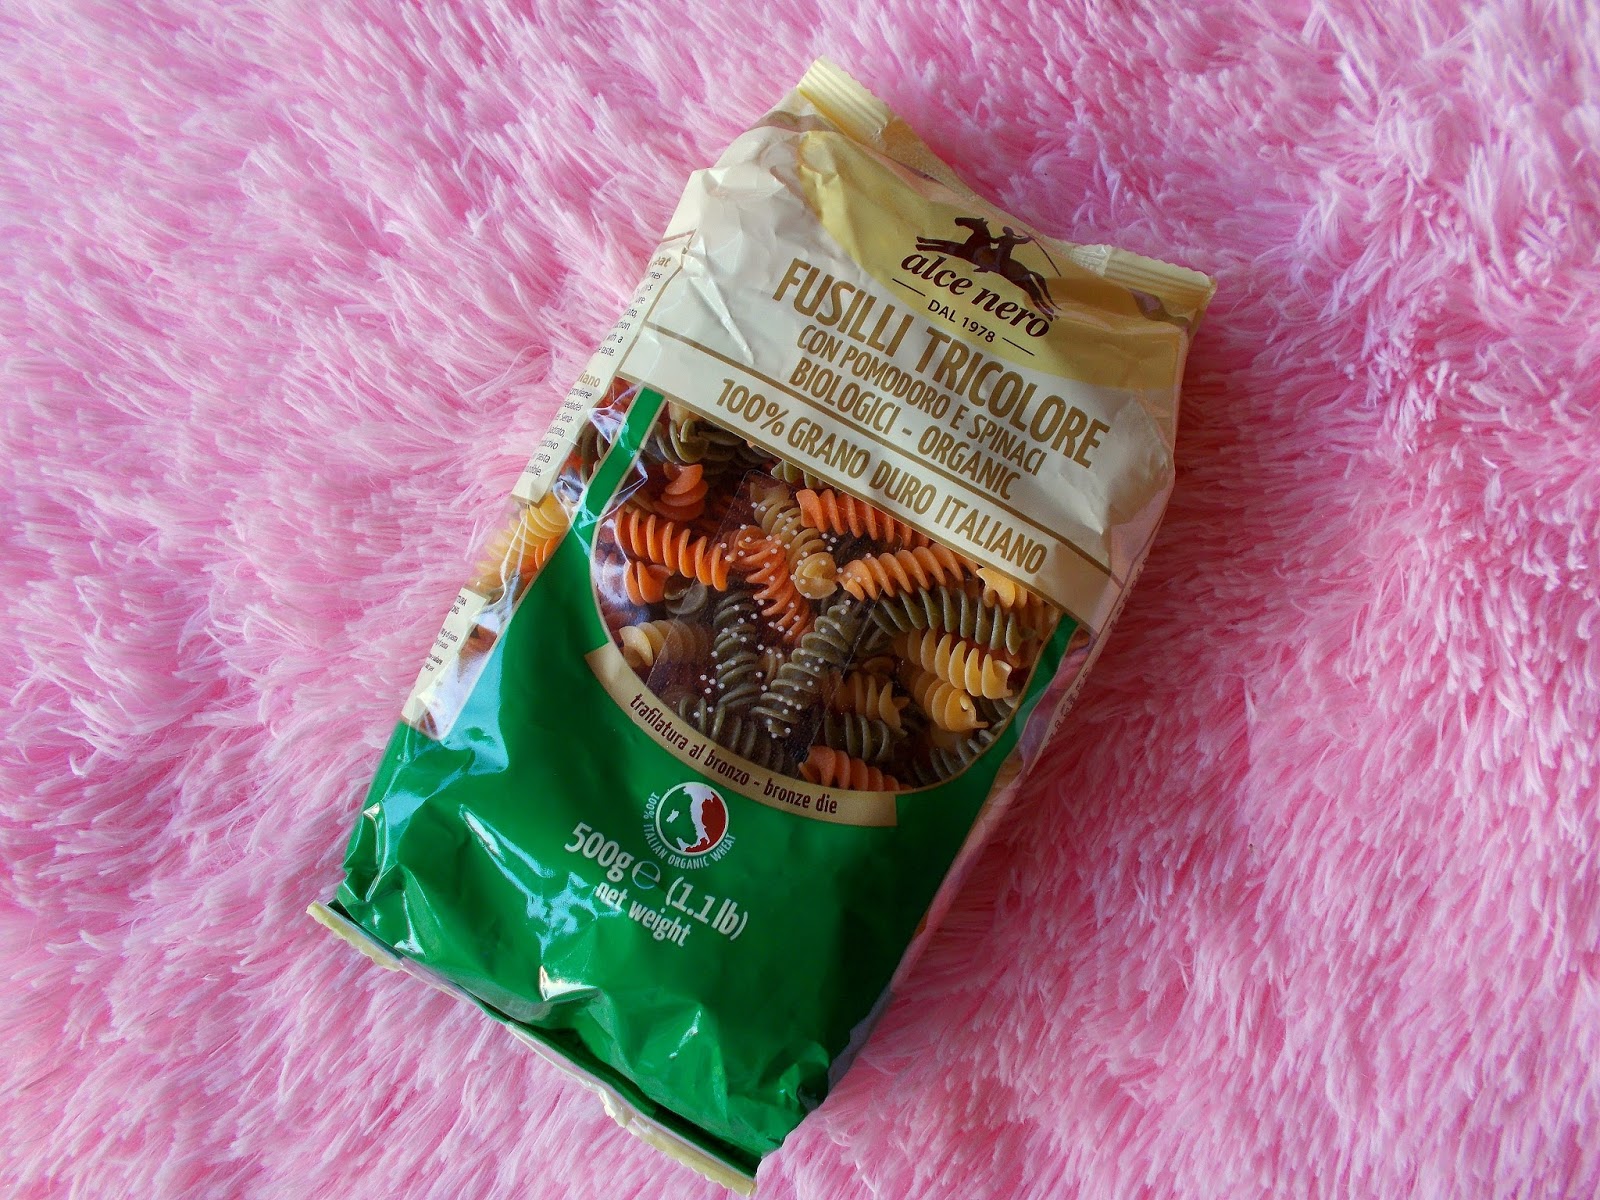 alce nero
DAL 1978
FUSILLI TRICOLORE
CON POMODORO E SPINACI
BIOLOGICI - ORGANIC
100% GRANO DURO ITALIANO
trafilatura al bronzo - bronze die
100% ITALIAN ORGANIC WHEAT
500g ℮ (1.1 lb)
net weight